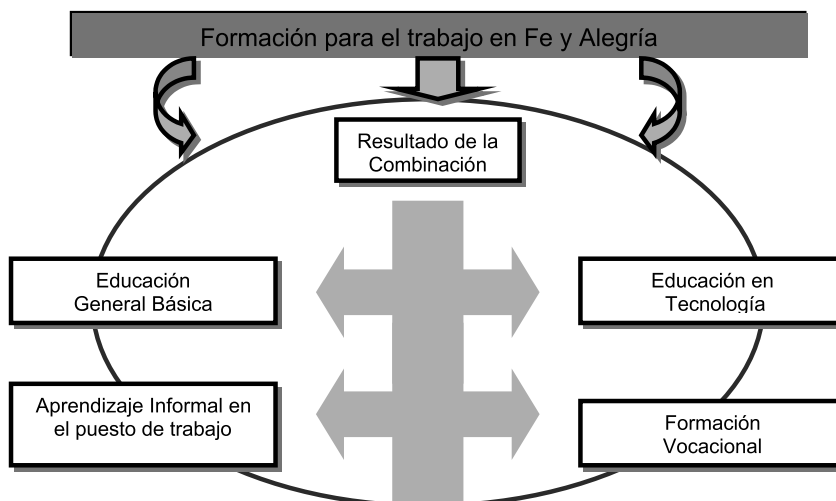 Formación para el trabajo en Fe y Alegría
Resultado de la
Combinación
Educación
General Básica
Educación en
Tecnología
Aprendizaje Informal en
el puesto de trabajo
Formación
Vocacional